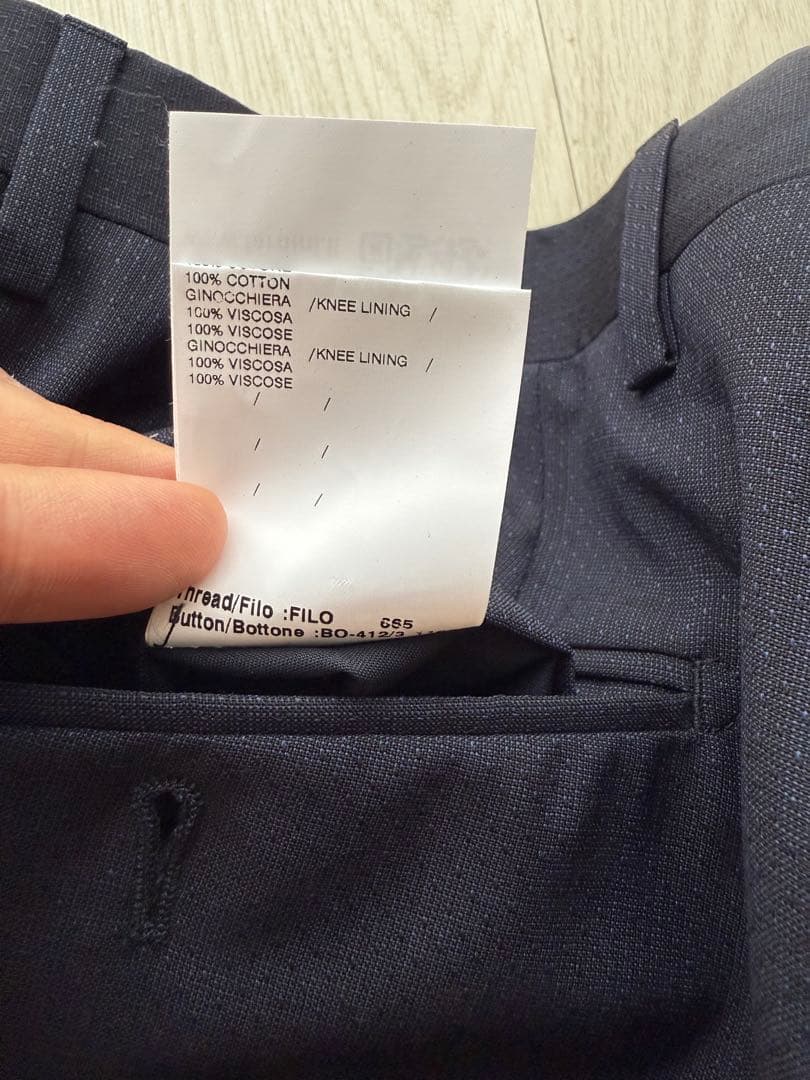 100% COTTON
GINOCCHIERA /KNEE LINING /
100% VISCOSA
100% VISCOSE
GINOCCHIERA /KNEE LINING /
100% VISCOSA
100% VISCOSE
/ /
/ /
/ /
Thread/Filo :FILO 665
Button/Bottone :BO-412/3